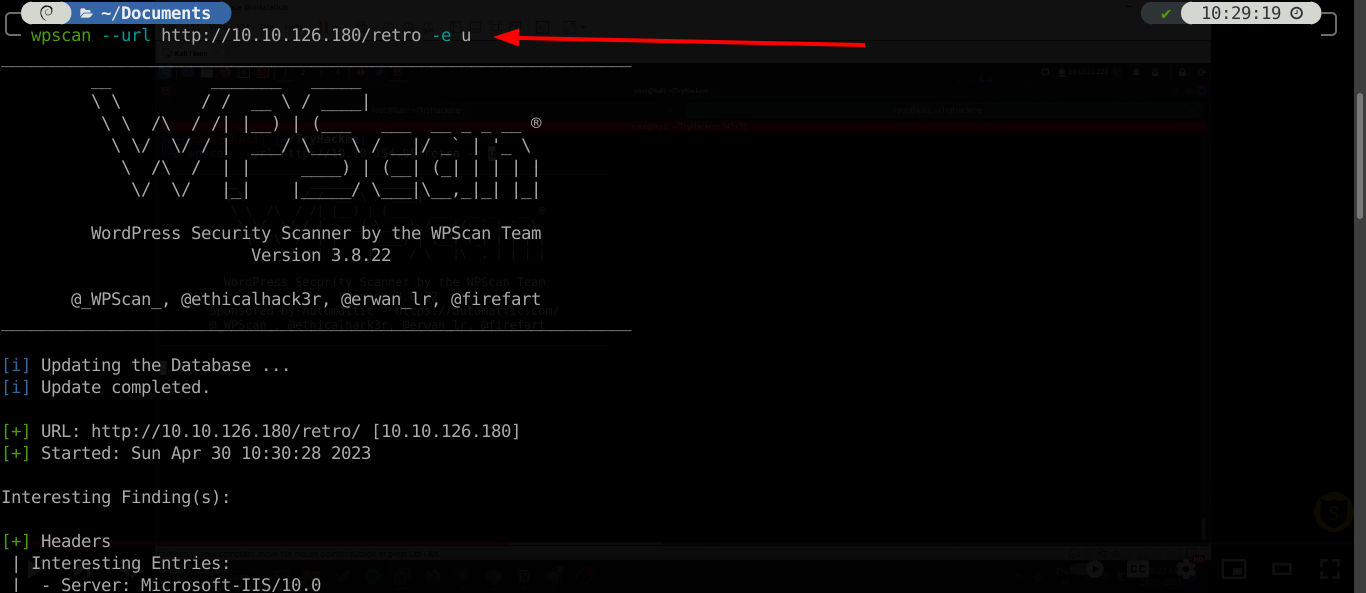 ~/Documents
10:29:19
wpscan --url http://10.10.126.180/retro -e u
WPScan ®
WordPress Security Scanner by the WPScan Team
Version 3.8.22
@_WPScan_, @ethicalhack3r, @erwan_lr, @firefart
[i] Updating the Database ...
[i] Update completed.
[+] URL: http://10.10.126.180/retro/ [10.10.126.180]
[+] Started: Sun Apr 30 10:30:28 2023
Interesting Finding(s):
[+] Headers
| Interesting Entries:
| - Server: Microsoft-IIS/10.0